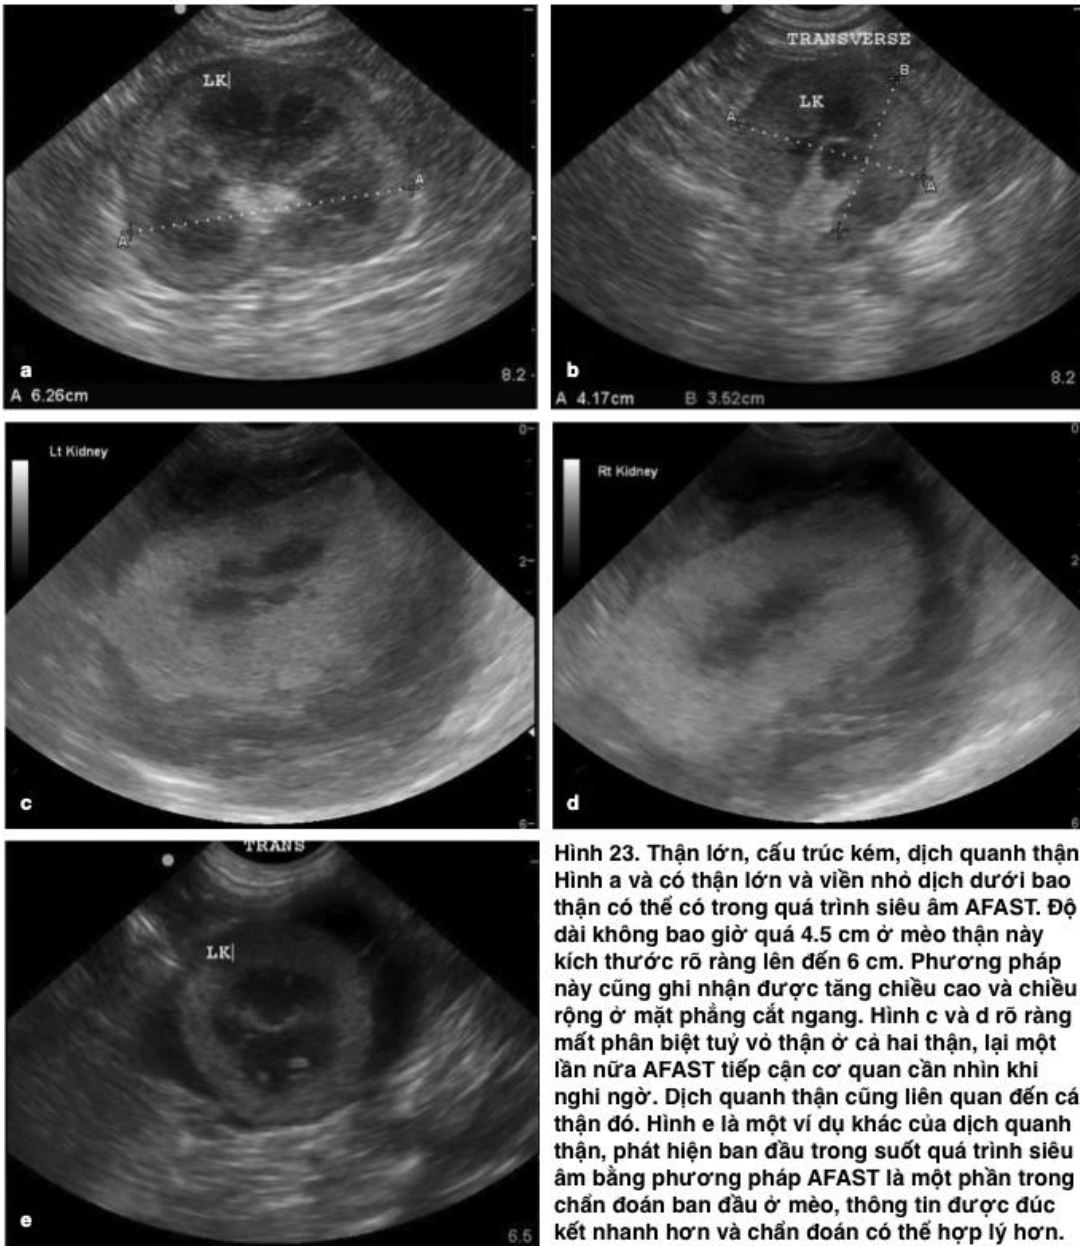 LK
a
8.2
A 6.26cm
A
A
TRANSVERSE
B
LK
A
A
b
8.2
A 4.17cm B 3.52cm
Lt Kidney
0
2
6
c
Rt Kidney
0
2
6
d
TRANS
LK
e
6.5
Hình 23. Thận lớn, cấu trúc kém, dịch quanh thận
Hình a và có thận lớn và viền nhỏ dịch dưới bao
thận có thể có trong quá trình siêu âm AFAST. Độ
dài không bao giờ quá 4.5 cm ở mèo thận này
kích thước rõ ràng lên đến 6 cm. Phương pháp
này cũng ghi nhận được tăng chiều cao và chiều
rộng ở mặt phẳng cắt ngang. Hình c và d rõ ràng
mất phân biệt tuỷ vỏ thận ở cả hai thận, lại một
lần nữa AFAST tiếp cận cơ quan cần nhìn khi
nghi ngờ. Dịch quanh thận cũng liên quan đến cá
thận đó. Hình e là một ví dụ khác của dịch quanh
thận, phát hiện ban đầu trong suốt quá trình siêu
âm bằng phương pháp AFAST là một phần trong
chẩn đoán ban đầu ở mèo, thông tin được đúc
kết nhanh hơn và chẩn đoán có thể hợp lý hơn.